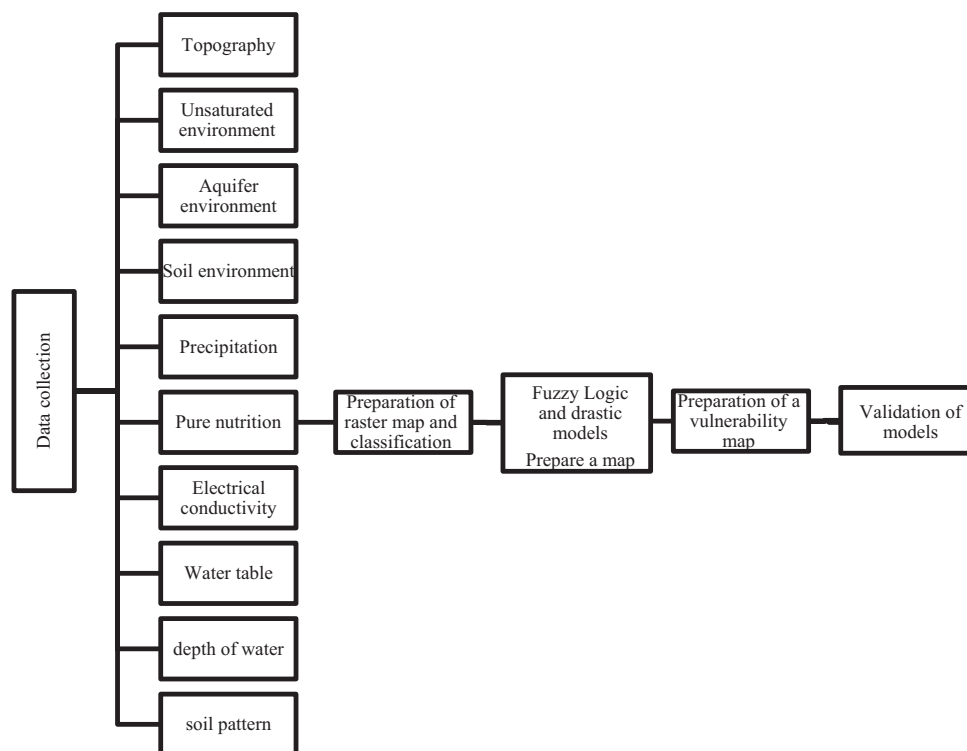 Data collection
Topography
Unsaturated
environment
Aquifer
environment
Soil environment
Precipitation
Pure nutrition
Electrical
conductivity
Water table
depth of water
soil pattern
Preparation of
raster map and
classification
Fuzzy Logic
and drastic
models
Prepare a map
Preparation of a
vulnerability
map
Validation of
models